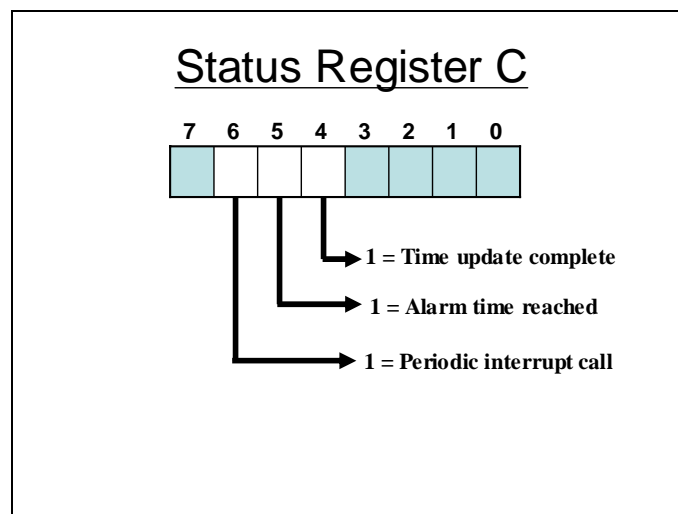 Status Register C
7 6 5 4 3 2 1 0
1 = Time update complete
1 = Alarm time reached
1 = Periodic interrupt call